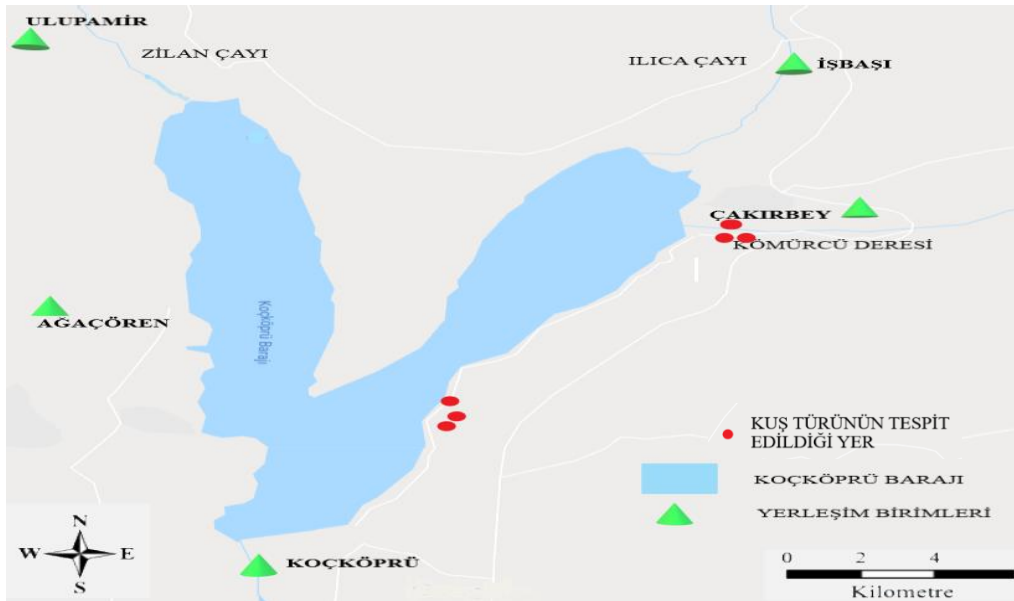 ULUPAMİR
ZİLAN ÇAYI
ILICA ÇAYI
İŞBAŞI
ÇAKIRBEY
KÖMÜRCÜ DERESİ
Koçköprü Barajı
AĞAÇÖREN
KUŞ TÜRÜNÜN TESPİT
EDİLDİĞİ YER
KOÇKÖPRÜ BARAJI
YERLEŞİM BİRİMLERİ
N
W E
S
KOÇKÖPRÜ
0 2 4
Kilometre